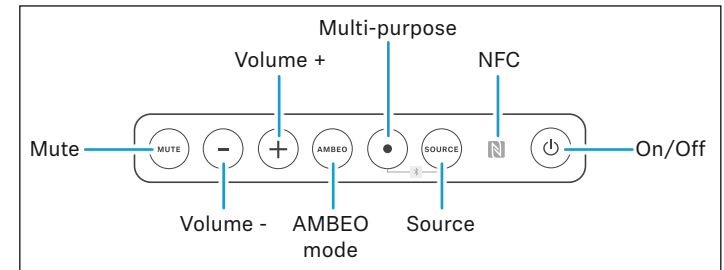 Multi-purpose
Volume + NFC
Mute MUTE - + AMBEO SOURCE On/Off
Volume - AMBEO Source
mode